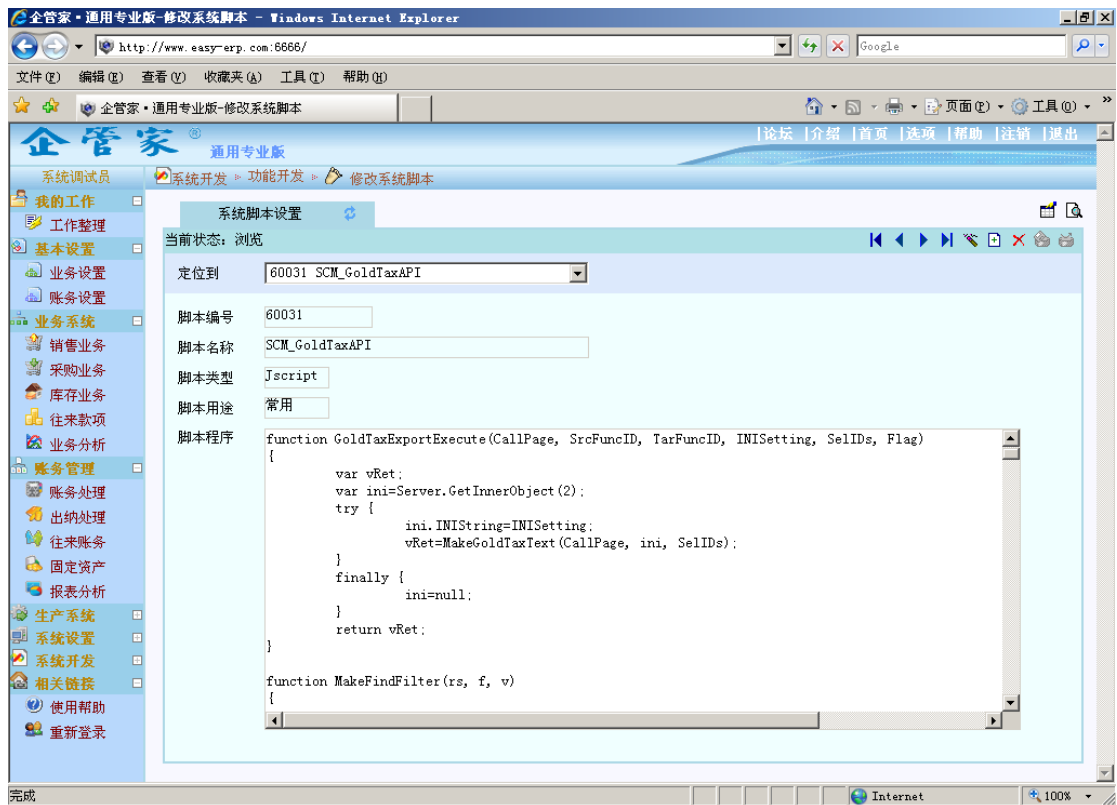 企管家·通用专业版-修改系统脚本 - Windows Internet Explorer
http://www.easy-erp.com:6666/
Google
文件(F) 编辑(E) 查看(V) 收藏夹(A) 工具(T) 帮助(H)
企管家·通用专业版-修改系统脚本
页面(P) 工具(O) »
企管家® 通用专业版
|论坛 |介绍 |首页 |选项 |帮助 |注销 |退出
系统调试员
系统开发 功能开发 修改系统脚本
我的工作
工作整理
基本设置
业务设置
账务设置
业务系统
销售业务
采购业务
库存业务
往来款项
业务分析
账务管理
账务处理
出纳处理
往来账务
固定资产
报表分析
生产系统
系统设置
系统开发
相关链接
使用帮助
重新登录
系统脚本设置
当前状态: 浏览
定位到 60031 SCM_GoldTaxAPI
脚本编号 60031
脚本名称 SCM_GoldTaxAPI
脚本类型 Jscript
脚本用途 常用
脚本程序
function GoldTaxExportExecute(CallPage, SrcFuncID, TarFuncID, INISetting, SelIDs, Flag)
{
var vRet;
var ini=Server.GetInnerObject(2);
try {
ini.INIString=INISetting;
vRet=MakeGoldTaxText(CallPage, ini, SelIDs);
}
finally {
ini=null;
}
return vRet;
}
function MakeFindFilter(rs, f, v)
{
完成
Internet
100%